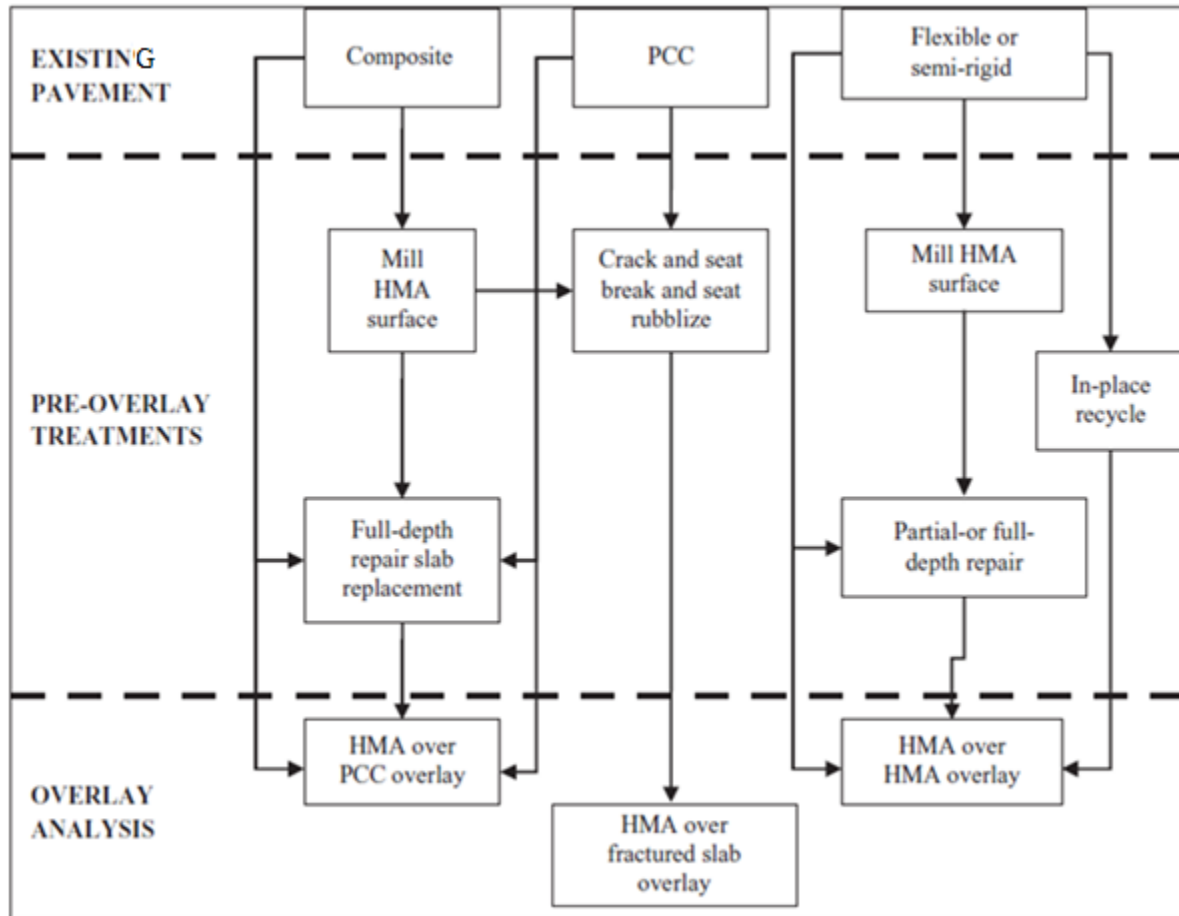 EXISTING
PAVEMENT
Composite
PCC
Flexible or
semi-rigid
PRE-OVERLAY
TREATMENTS
Mill
HMA
surface
Crack and seat
break and seat
rubblize
Mill HMA
surface
In-place
recycle
Full-depth
repair slab
replacement
Partial-or full-
depth repair
OVERLAY
ANALYSIS
HMA over
PCC overlay
HMA over
fractured slab
overlay
HMA over
HMA overlay